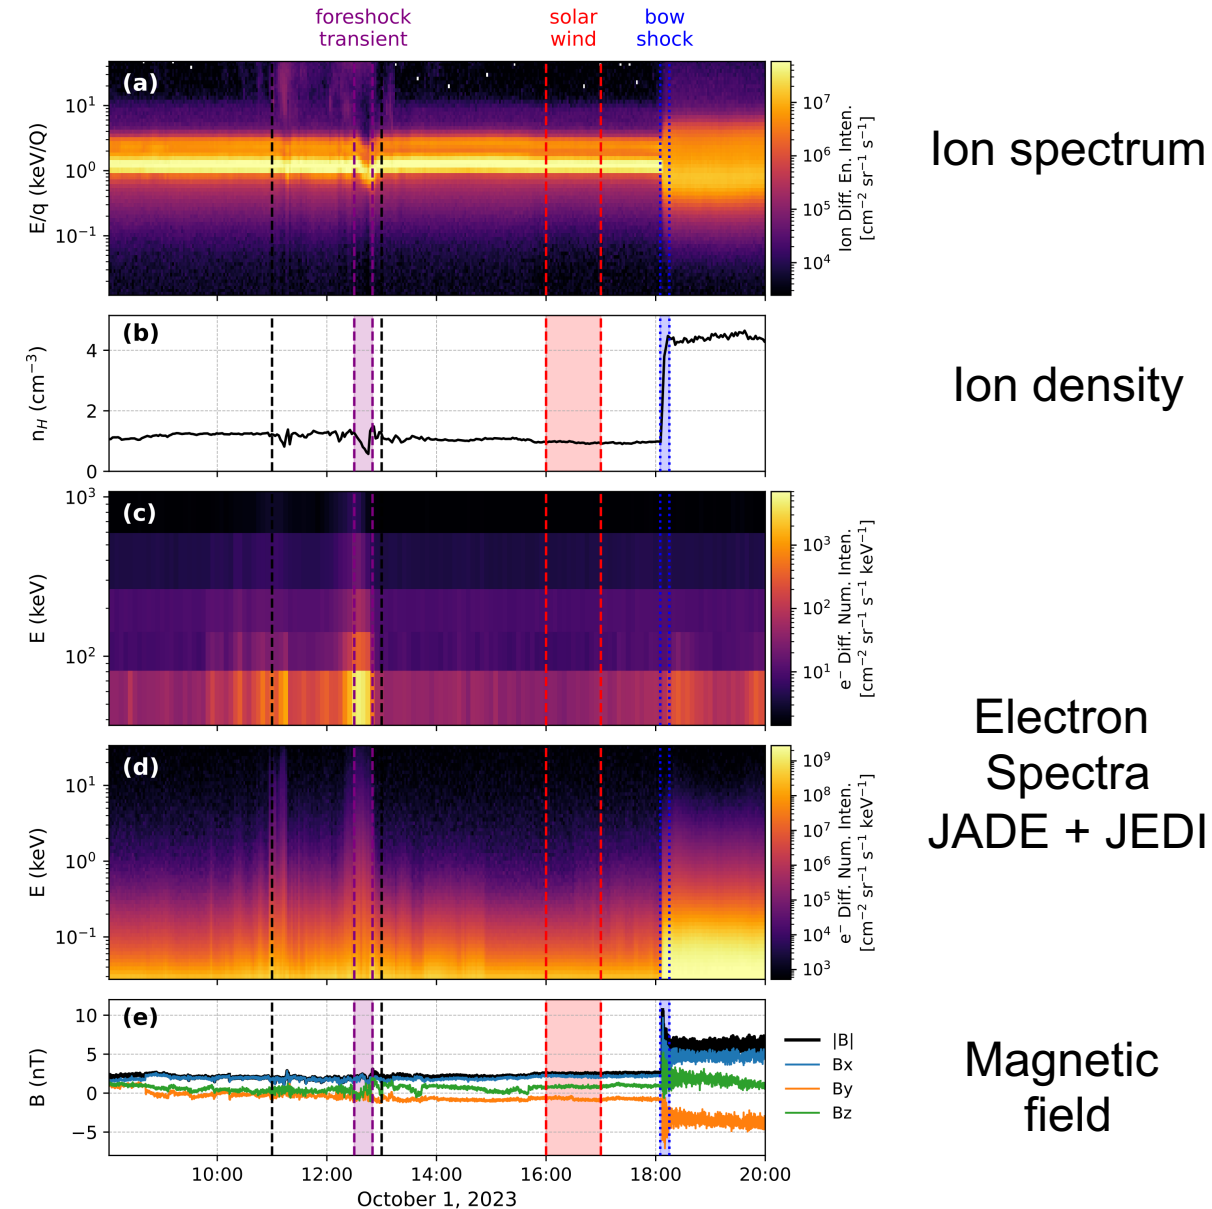 foreshock
transient
solar
wind
bow
shock
(a)
E/q (keV/Q)
10¹
10⁰
10⁻¹
10⁷
10⁶
10⁵
10⁴
Ion Diff. En. Inten.
[cm⁻² sr⁻¹ s⁻¹]
Ion spectrum
(b)
n_H (cm⁻³)
4
2
0
Ion density
(c)
E (keV)
10³
10²
10³
10²
10¹
e⁻ Diff. Num. Inten.
[cm⁻² sr⁻¹ s⁻¹ keV⁻¹]
Electron
Spectra
JADE + JEDI
(d)
E (keV)
10¹
10⁰
10⁻¹
10⁹
10⁸
10⁷
10⁶
10⁵
10⁴
10³
e⁻ Diff. Num. Inten.
[cm⁻² sr⁻¹ s⁻¹ keV⁻¹]
(e)
B (nT)
10
5
0
−5
|B|
Bx
By
Bz
Magnetic
field
10:00 12:00 14:00 16:00 18:00 20:00
October 1, 2023